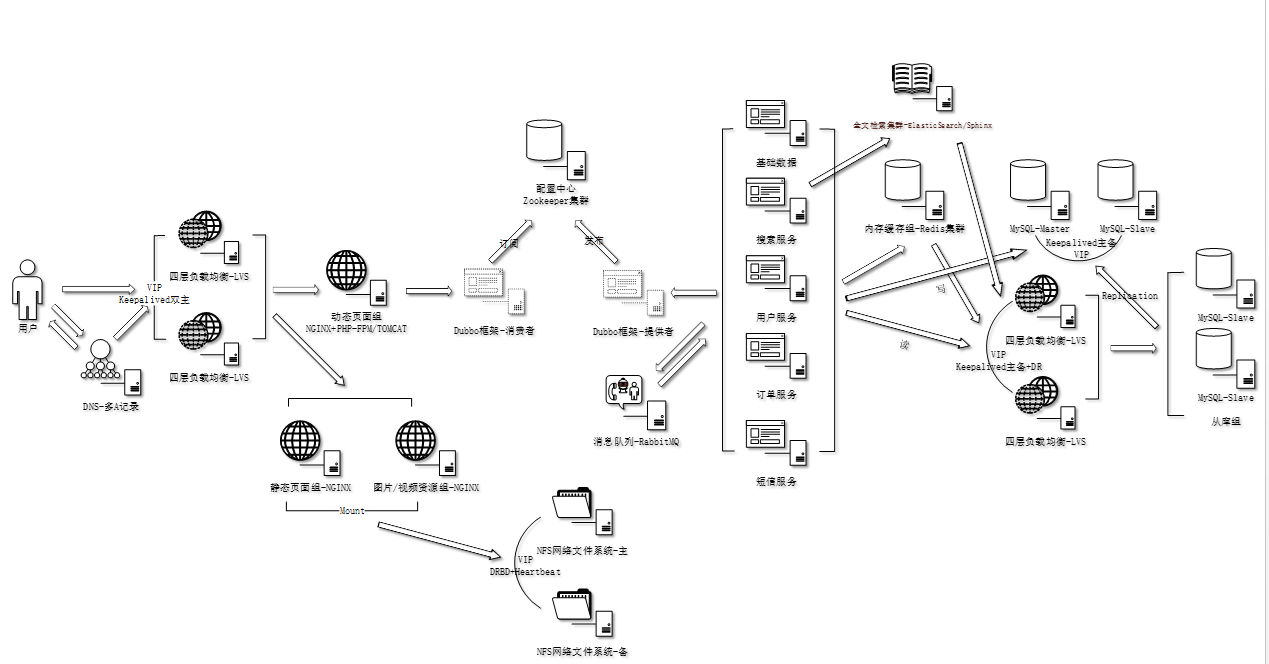 用户
DNS-多A记录
VIP
Keepalived双主
四层负载均衡-LVS
四层负载均衡-LVS
动态页面组
NGINX+PHP-FPM/TOMCAT
静态页面组-NGINX
图片/视频资源组-NGINX
Mount
NFS网络文件系统-主
VIP
DRBD+Heartbeat
NFS网络文件系统-备
配置中心
Zookeeper集群
订阅
发布
Dubbo框架-消费者
Dubbo框架-提供者
消息队列-RabbitMQ
基础数据
搜索服务
用户服务
订单服务
短信服务
全文检索集群-ElasticSearch/Sphinx
内存缓存组-Redis集群
MySQL-Master
MySQL-Slave
Keepalived主备
VIP
写
读
Replication
四层负载均衡-LVS
VIP
Keepalived主备+DR
四层负载均衡-LVS
MySQL-Slave
MySQL-Slave
从库组